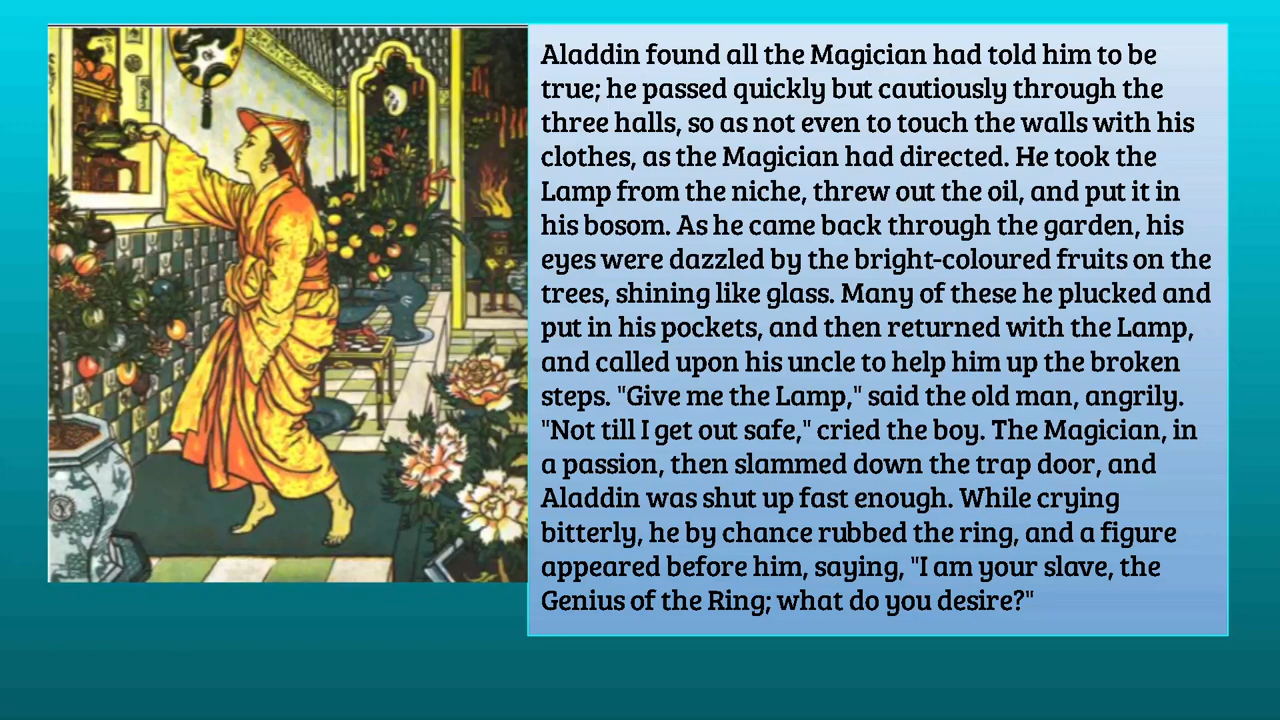 Aladdin found all the Magician had told him to be
true; he passed quickly but cautiously through the
three halls, so as not even to touch the walls with his
clothes, as the Magician had directed. He took the
Lamp from the niche, threw out the oil, and put it in
his bosom. As he came back through the garden, his
eyes were dazzled by the bright-coloured fruits on the
trees, shining like glass. Many of these he plucked and
put in his pockets, and then returned with the Lamp,
and called upon his uncle to help him up the broken
steps. "Give me the Lamp," said the old man, angrily.
"Not till I get out safe," cried the boy. The Magician, in
a passion, then slammed down the trap door, and
Aladdin was shut up fast enough. While crying
bitterly, he by chance rubbed the ring, and a figure
appeared before him, saying, "I am your slave, the
Genius of the Ring; what do you desire?"